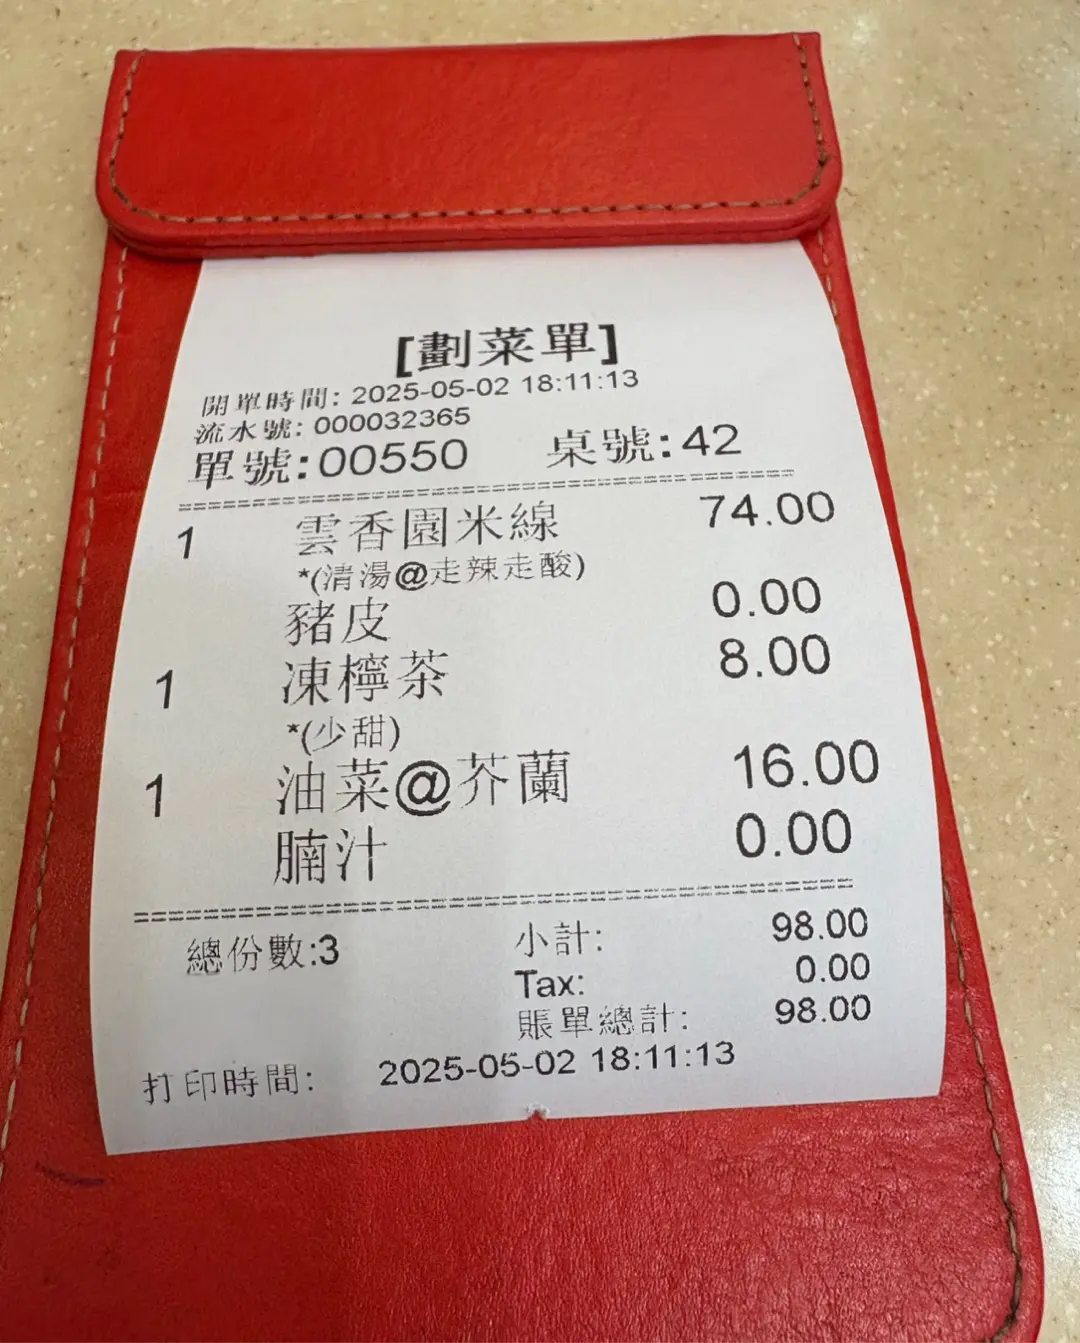 [劃菜單]
開單時間: 2025-05-02 18:11:13
流水號: 000032365
單號:00550 桌號:42
1 雲香園米線 74.00
*(清湯@走辣走酸)
豬皮 0.00
1 凍檸茶 8.00
*(少甜)
1 油菜@芥蘭 16.00
腩汁 0.00
總份數:3 小計: 98.00
Tax: 0.00
賬單總計: 98.00
打印時間: 2025-05-02 18:11:13